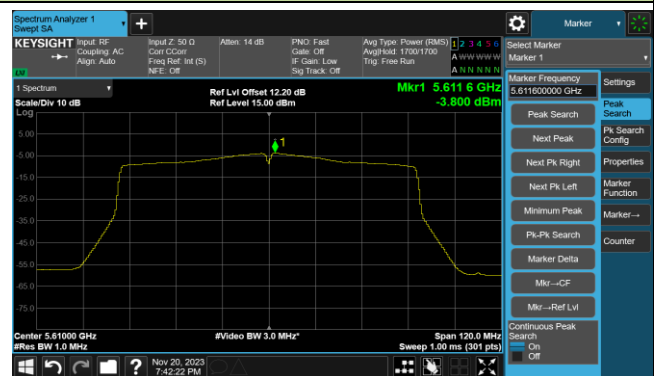 Spectrum Analyzer 1
Swept SA
Marker
KEYSIGHT
Input: RF
Coupling: AC
Align: Auto
Input Z: 50 Ω
Corr CCorr
Freq Ref: Int (S)
NFE: Off
Atten: 14 dB
PNO: Fast
Gate: Off
IF Gain: Low
Sig Track: Off
Avg Type: Power (RMS)
Avg|Hold: 1700/1700
Trig: Free Run
1 2 3 4 5 6
A W W W W W
A N N N N N
LXI
1 Spectrum
Scale/Div 10 dB
Log
Ref Lvl Offset 12.20 dB
Ref Level 15.00 dBm
Mkr1 5.611 6 GHz
-3.800 dBm
1
5.00
-5.00
-15.0
-25.0
-35.0
-45.0
-55.0
-65.0
-75.0
Center 5.61000 GHz
#Res BW 1.0 MHz
#Video BW 3.0 MHz*
Span 120.0 MHz
Sweep 1.00 ms (301 pts)
Nov 20, 2023
7:42:22 PM
Select Marker
Marker 1
Marker Frequency
5.611600000 GHz
Peak Search
Next Peak
Next Pk Right
Next Pk Left
Minimum Peak
Pk-Pk Search
Marker Delta
Mkr→CF
Mkr→Ref Lvl
Continuous Peak
Search
On
Off
Settings
Peak
Search
Pk Search
Config
Properties
Marker
Function
Marker→
Counter